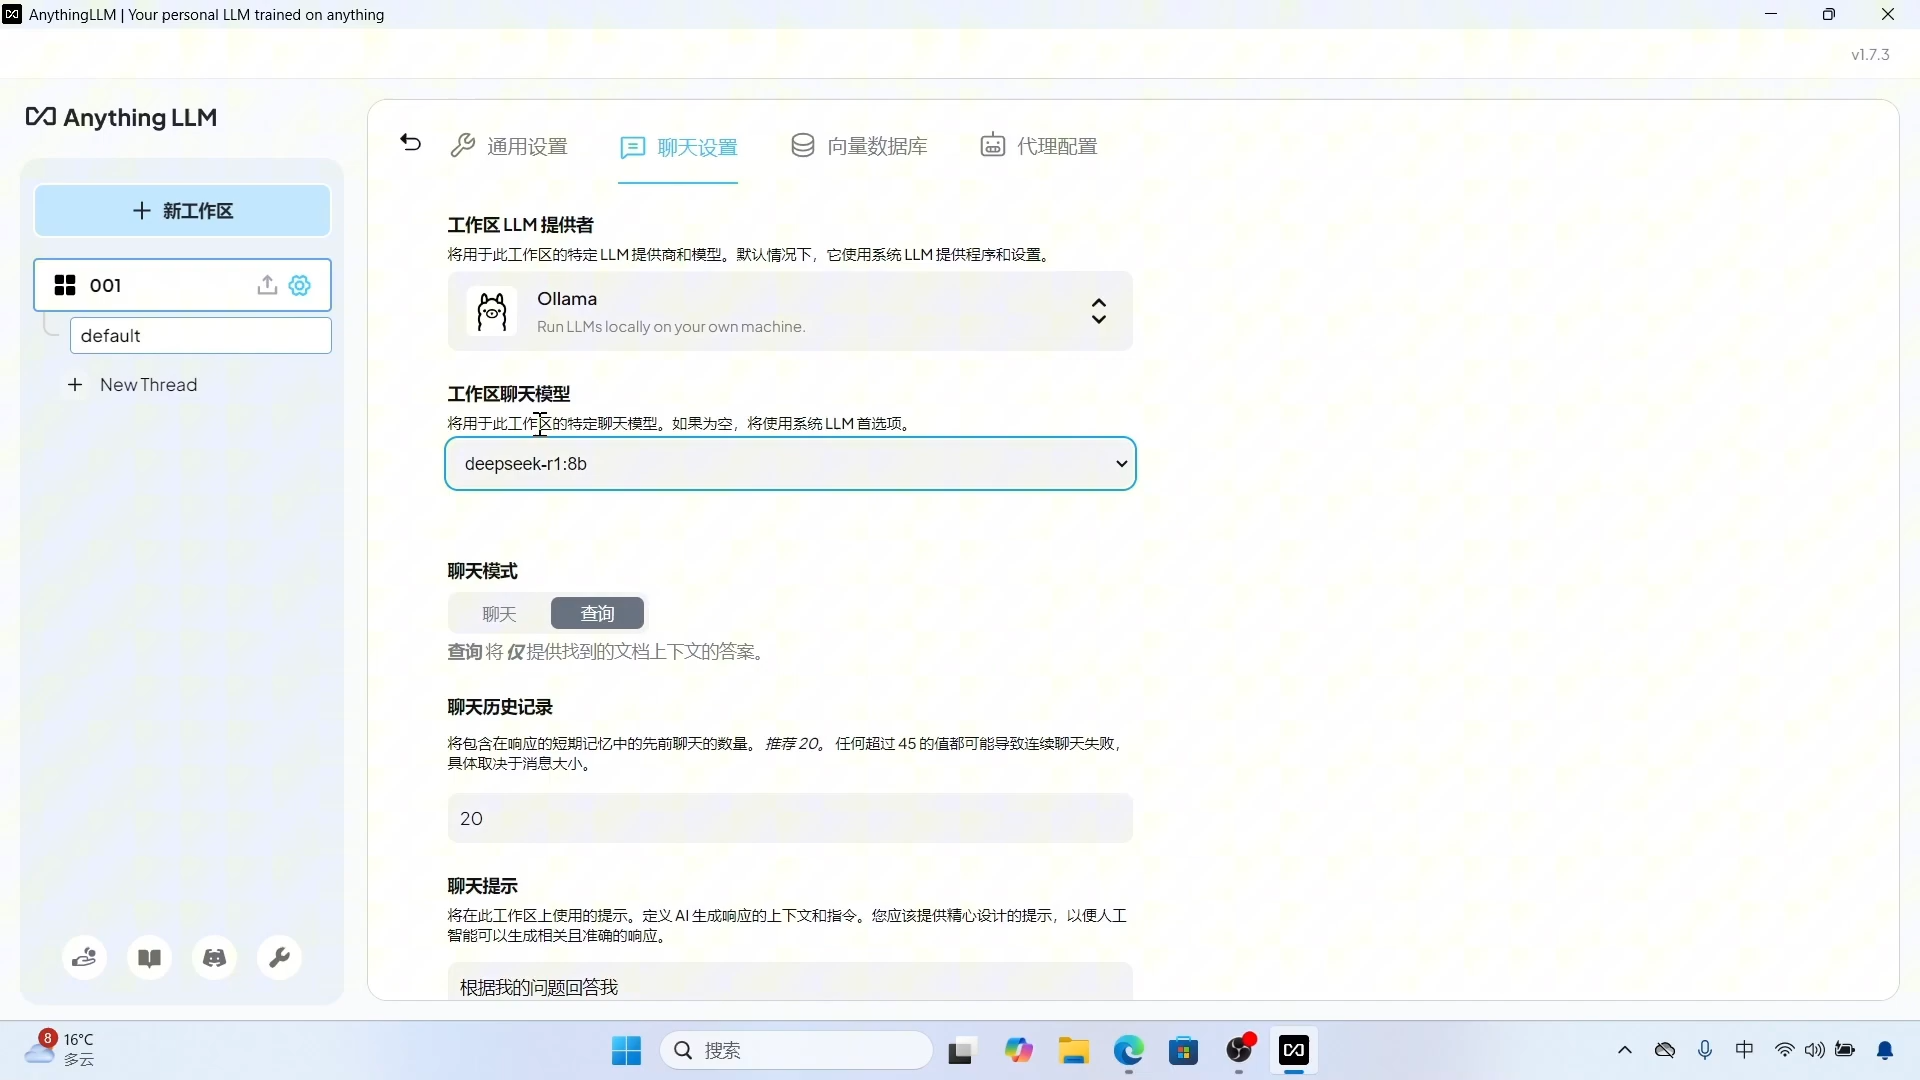 AnythingLLM | Your personal LLM trained on anything
v1.7.3
Anything LLM
新工作区
001
default
New Thread
通用设置
聊天设置
向量数据库
代理配置
工作区 LLM 提供者
将用于此工作区的特定 LLM 提供商和模型。默认情况下，它使用系统 LLM 提供程序和设置。
Ollama
Run LLMs locally on your own machine.
工作区聊天模型
将用于此工作区的特定聊天模型。如果为空，将使用系统 LLM 首选项。
deepseek-r1:8b
聊天模式
聊天
查询
查询 将 仅 提供找到的文档上下文的答案。
聊天历史记录
将包含在响应的短期记忆中的先前聊天的数量。 推荐 20。 任何超过 45 的值都可能导致连续聊天失败，
具体取决于消息大小。
20
聊天提示
将在此工作区上使用的提示。定义 AI 生成响应的上下文和指令。您应该提供精心设计的提示，以便人工
智能可以生成相关且准确的响应。
根据我的问题回答我
8
16°C
多云
搜索
中